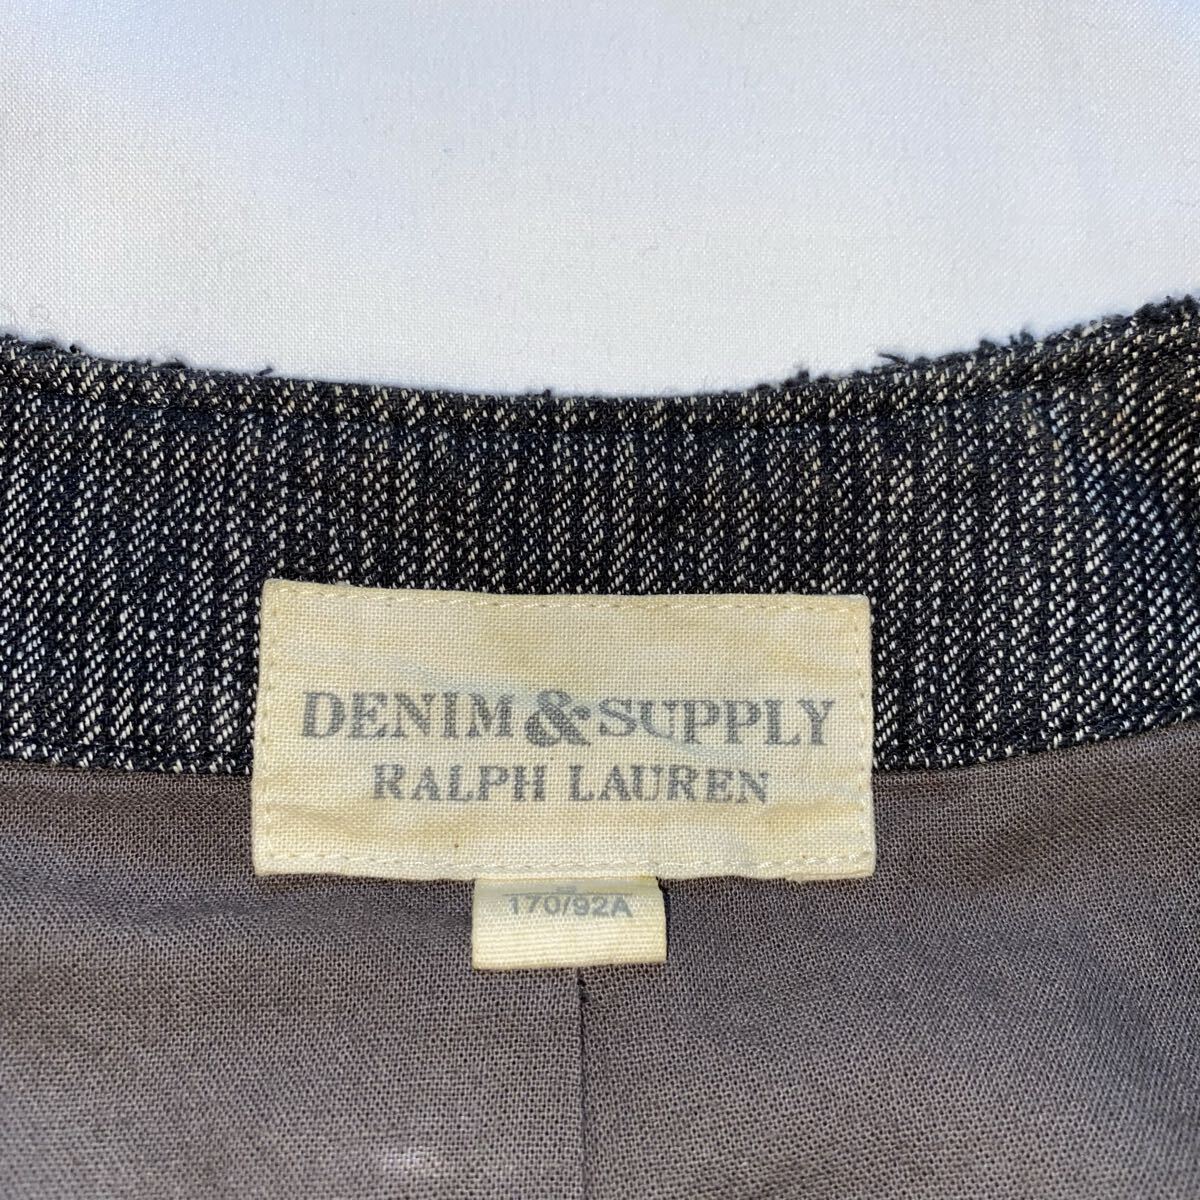 DENIM & SUPPLY
RALPH LAUREN
170/92A